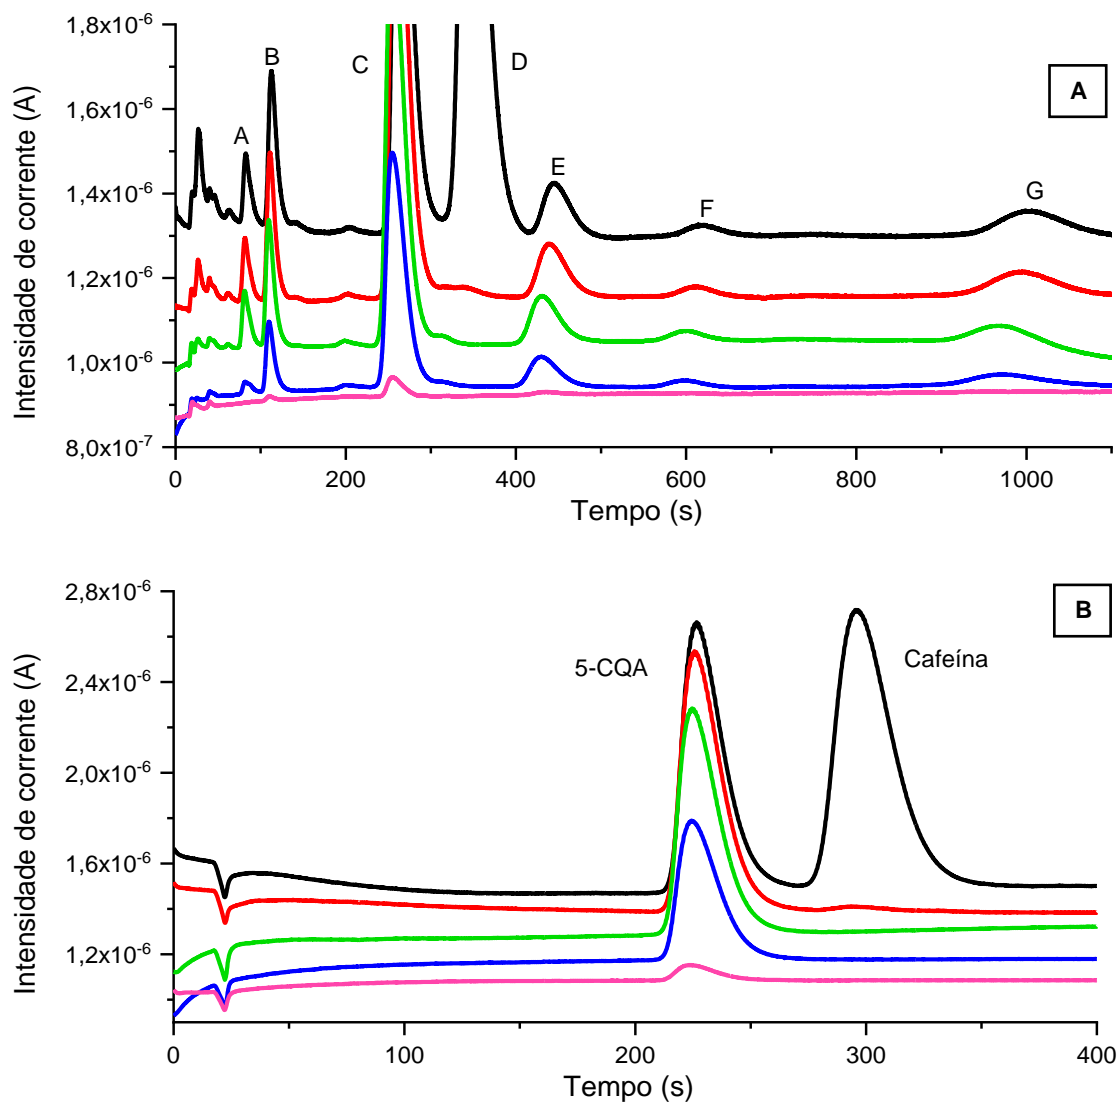 1,8x10-6
1,6x10-6
1,4x10-6
1,2x10-6
1,0x10-6
8,0x10-7
Intensidade de corrente (A)
A
B
C
D
E
F
G
A
0 200 400 600 800 1000
Tempo (s)
2,8x10-6
2,4x10-6
2,0x10-6
1,6x10-6
1,2x10-6
Intensidade de corrente (A)
5-CQA
Cafeína
B
0 100 200 300 400
Tempo (s)